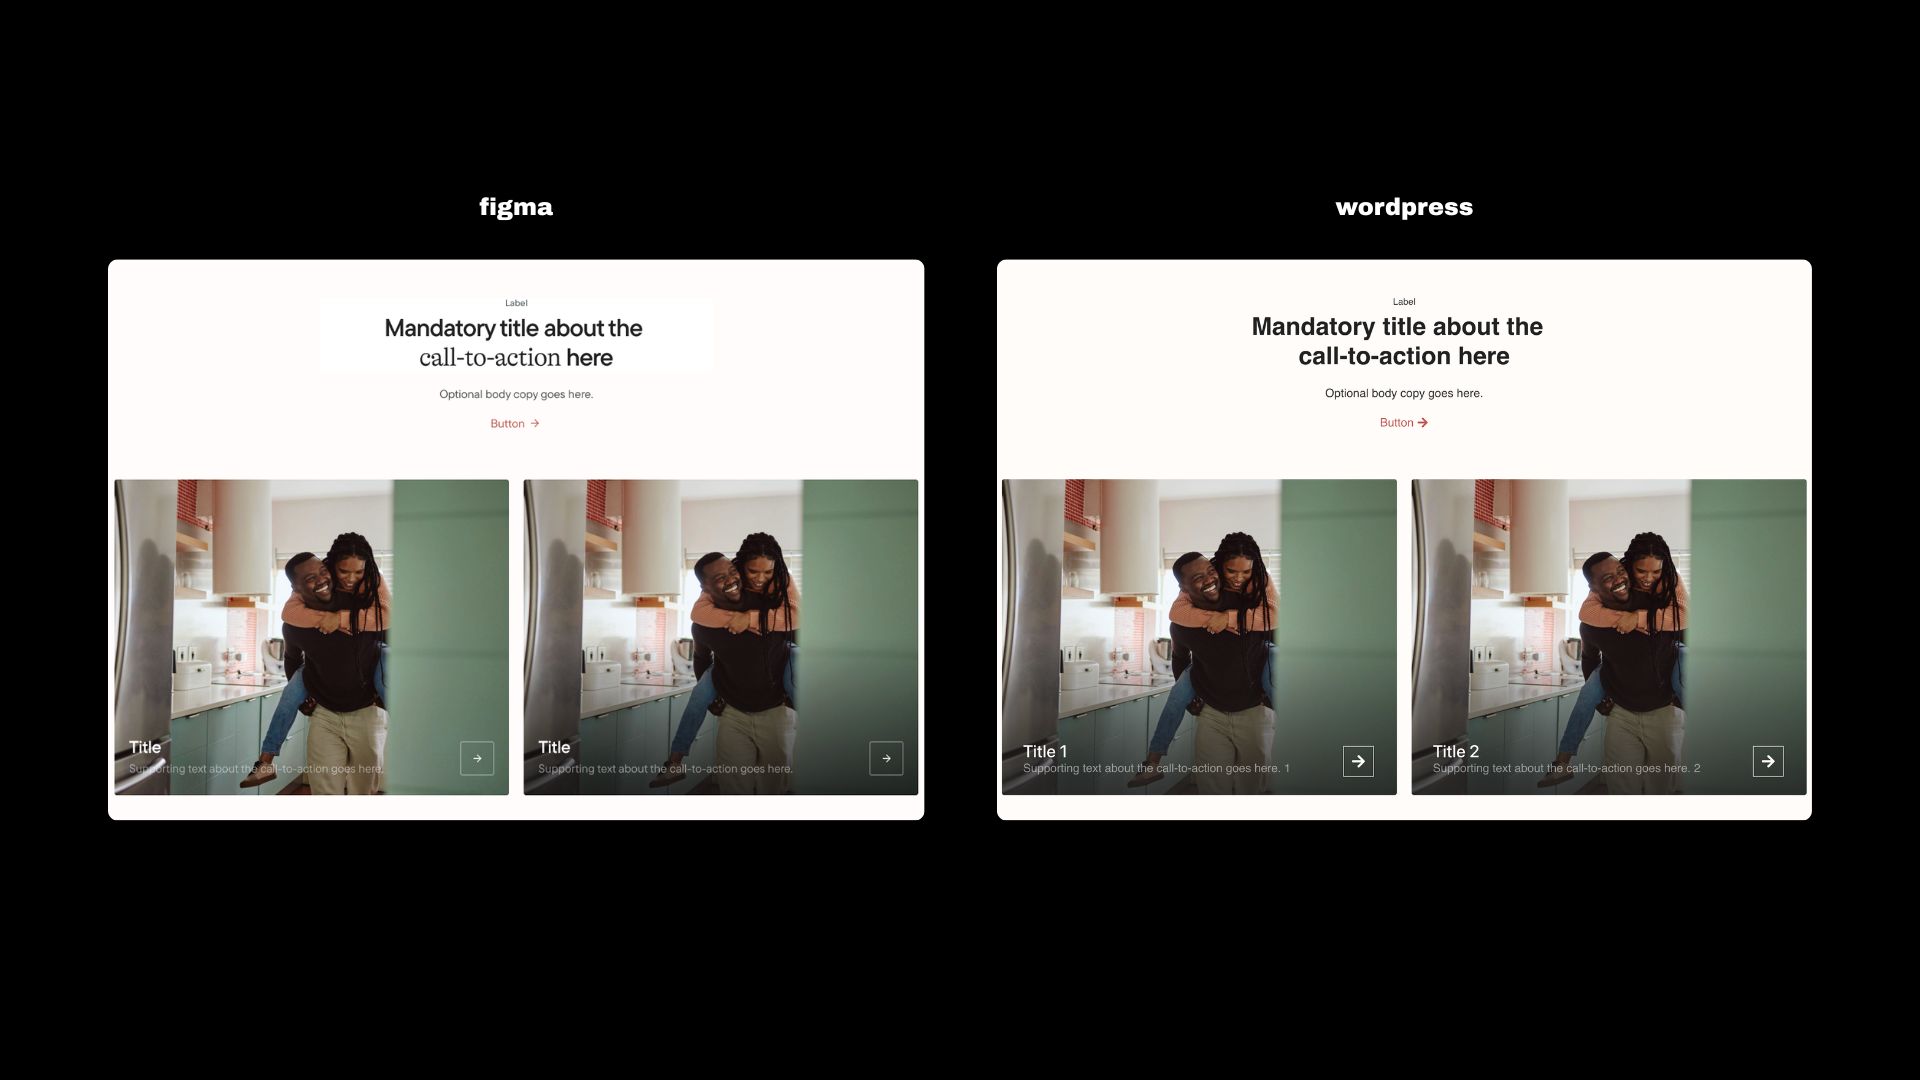 figma
Label
Mandatory title about the
call-to-action here
Optional body copy goes here.
Button →
Title
Supporting text about the call-to-action goes here.
Title
Supporting text about the call-to-action goes here.
wordpress
Label
Mandatory title about the
call-to-action here
Optional body copy goes here.
Button →
Title 1
Supporting text about the call-to-action goes here. 1
Title 2
Supporting text about the call-to-action goes here. 2